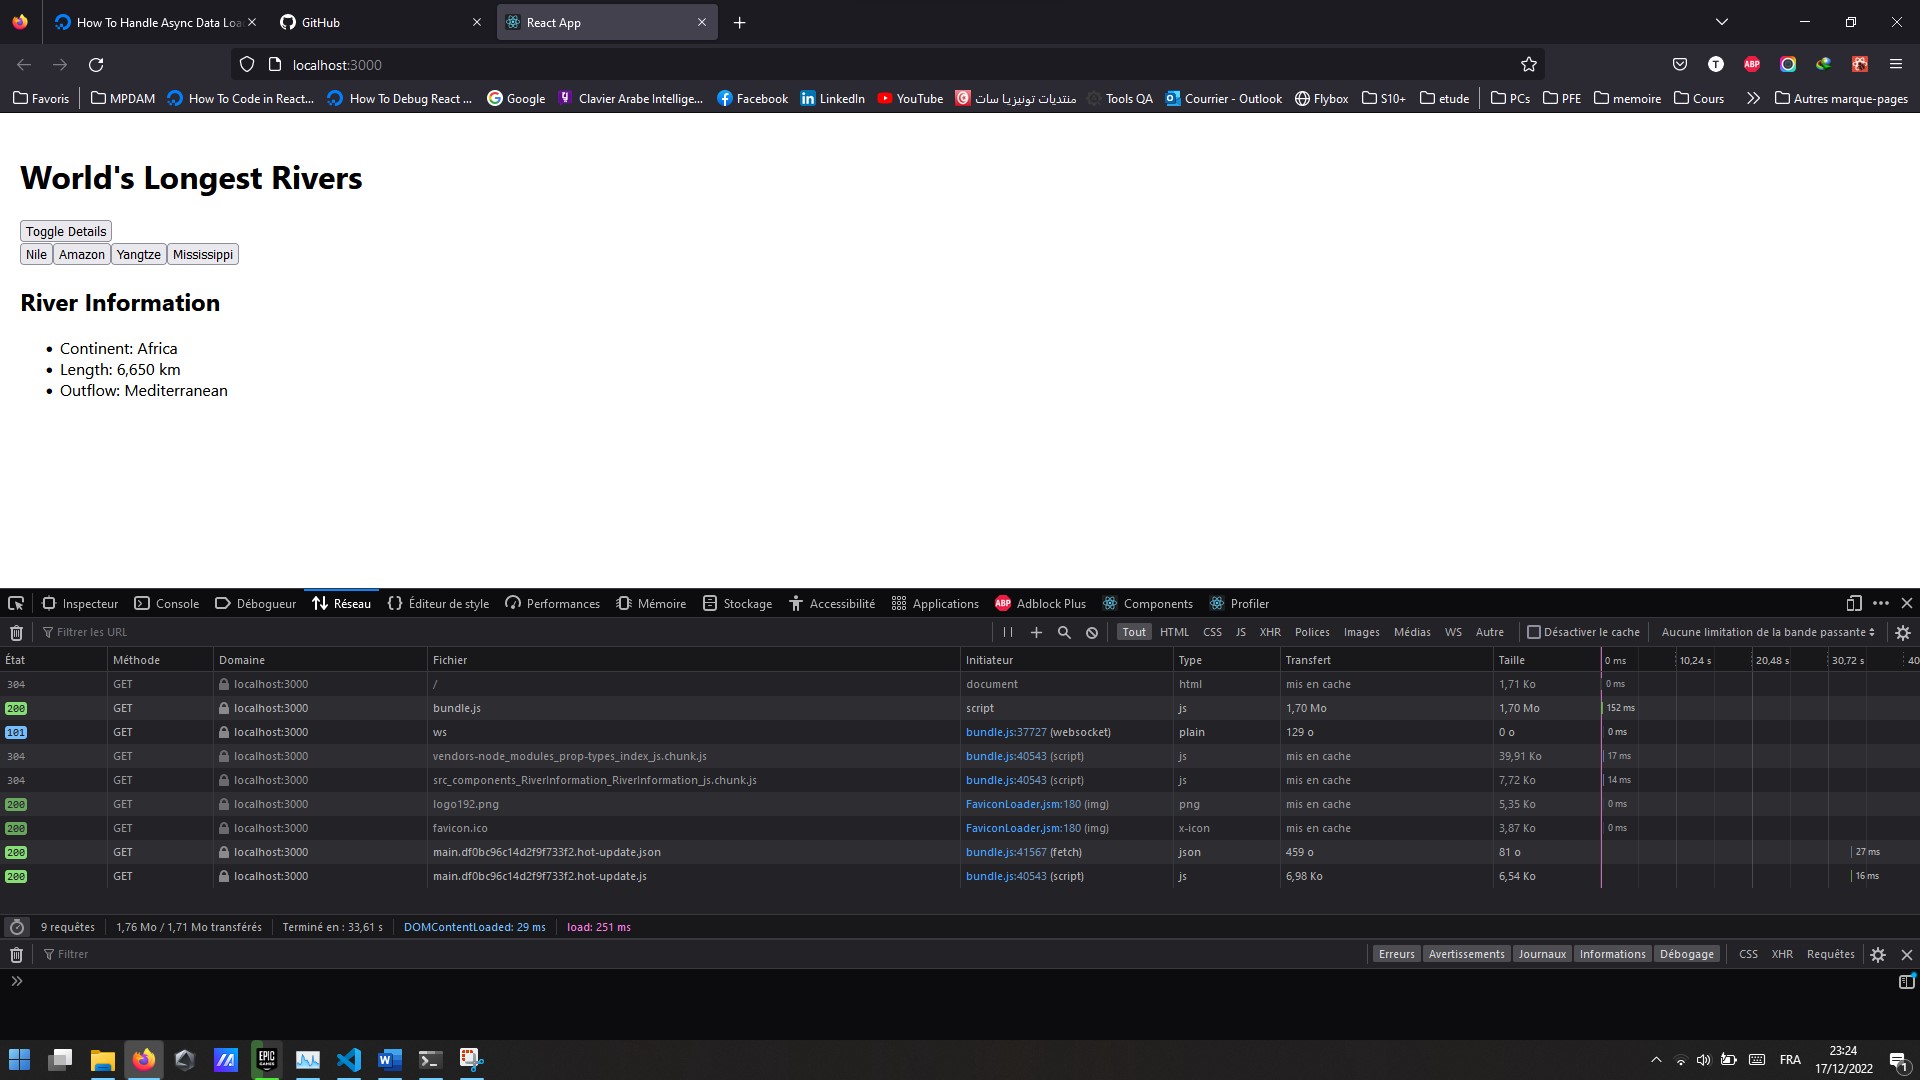 How To Handle Async Data Loa
GitHub
React App
localhost:3000
Favoris
MPDAM
How To Code in React...
How To Debug React ...
Google
Clavier Arabe Intellige...
Facebook
LinkedIn
YouTube
منتديات تونيزيا سات
Tools QA
Courrier - Outlook
Flybox
S10+
etude
PCs
PFE
memoire
Cours
Autres marque-pages
World's Longest Rivers
Toggle Details
Nile Amazon Yangtze Mississippi
River Information
• Continent: Africa
• Length: 6,650 km
• Outflow: Mediterranean
Inspecteur Console Débogueur Réseau Éditeur de style Performances Mémoire Stockage Accessibilité Applications ABP Adblock Plus Components Profiler
Filtrer les URL
Tout HTML CSS JS XHR Polices Images Médias WS Autre Désactiver le cache Aucune limitation de la bande passante
État Méthode Domaine Fichier Initiateur Type Transfert Taille 0 ms 10,24 s 20,48 s 30,72 s 40
304 GET localhost:3000 / document html mis en cache 1,71 Ko 0 ms
200 GET localhost:3000 bundle.js script js 1,70 Mo 1,70 Mo 152 ms
101 GET localhost:3000 ws bundle.js:37727 (websocket) plain 129 o 0 o 0 ms
304 GET localhost:3000 vendors-node_modules_prop-types_index_js.chunk.js bundle.js:40543 (script) js mis en cache 39,91 Ko 17 ms
304 GET localhost:3000 src_components_RiverInformation_RiverInformation_js.chunk.js bundle.js:40543 (script) js mis en cache 7,72 Ko 14 ms
200 GET localhost:3000 logo192.png FaviconLoader.jsm:180 (img) png mis en cache 5,35 Ko 0 ms
200 GET localhost:3000 favicon.ico FaviconLoader.jsm:180 (img) x-icon mis en cache 3,87 Ko 0 ms
200 GET localhost:3000 main.df0bc96c14d2f9f733f2.hot-update.json bundle.js:41567 (fetch) json 459 o 81 o 27 ms
200 GET localhost:3000 main.df0bc96c14d2f9f733f2.hot-update.js bundle.js:40543 (script) js 6,98 Ko 6,54 Ko 16 ms
9 requêtes 1,76 Mo / 1,71 Mo transférés Terminé en : 33,61 s DOMContentLoaded: 29 ms load: 251 ms
Filtrer
Erreurs Avertissements Journaux Informations Débogage CSS XHR Requêtes
FRA
23:24
17/12/2022